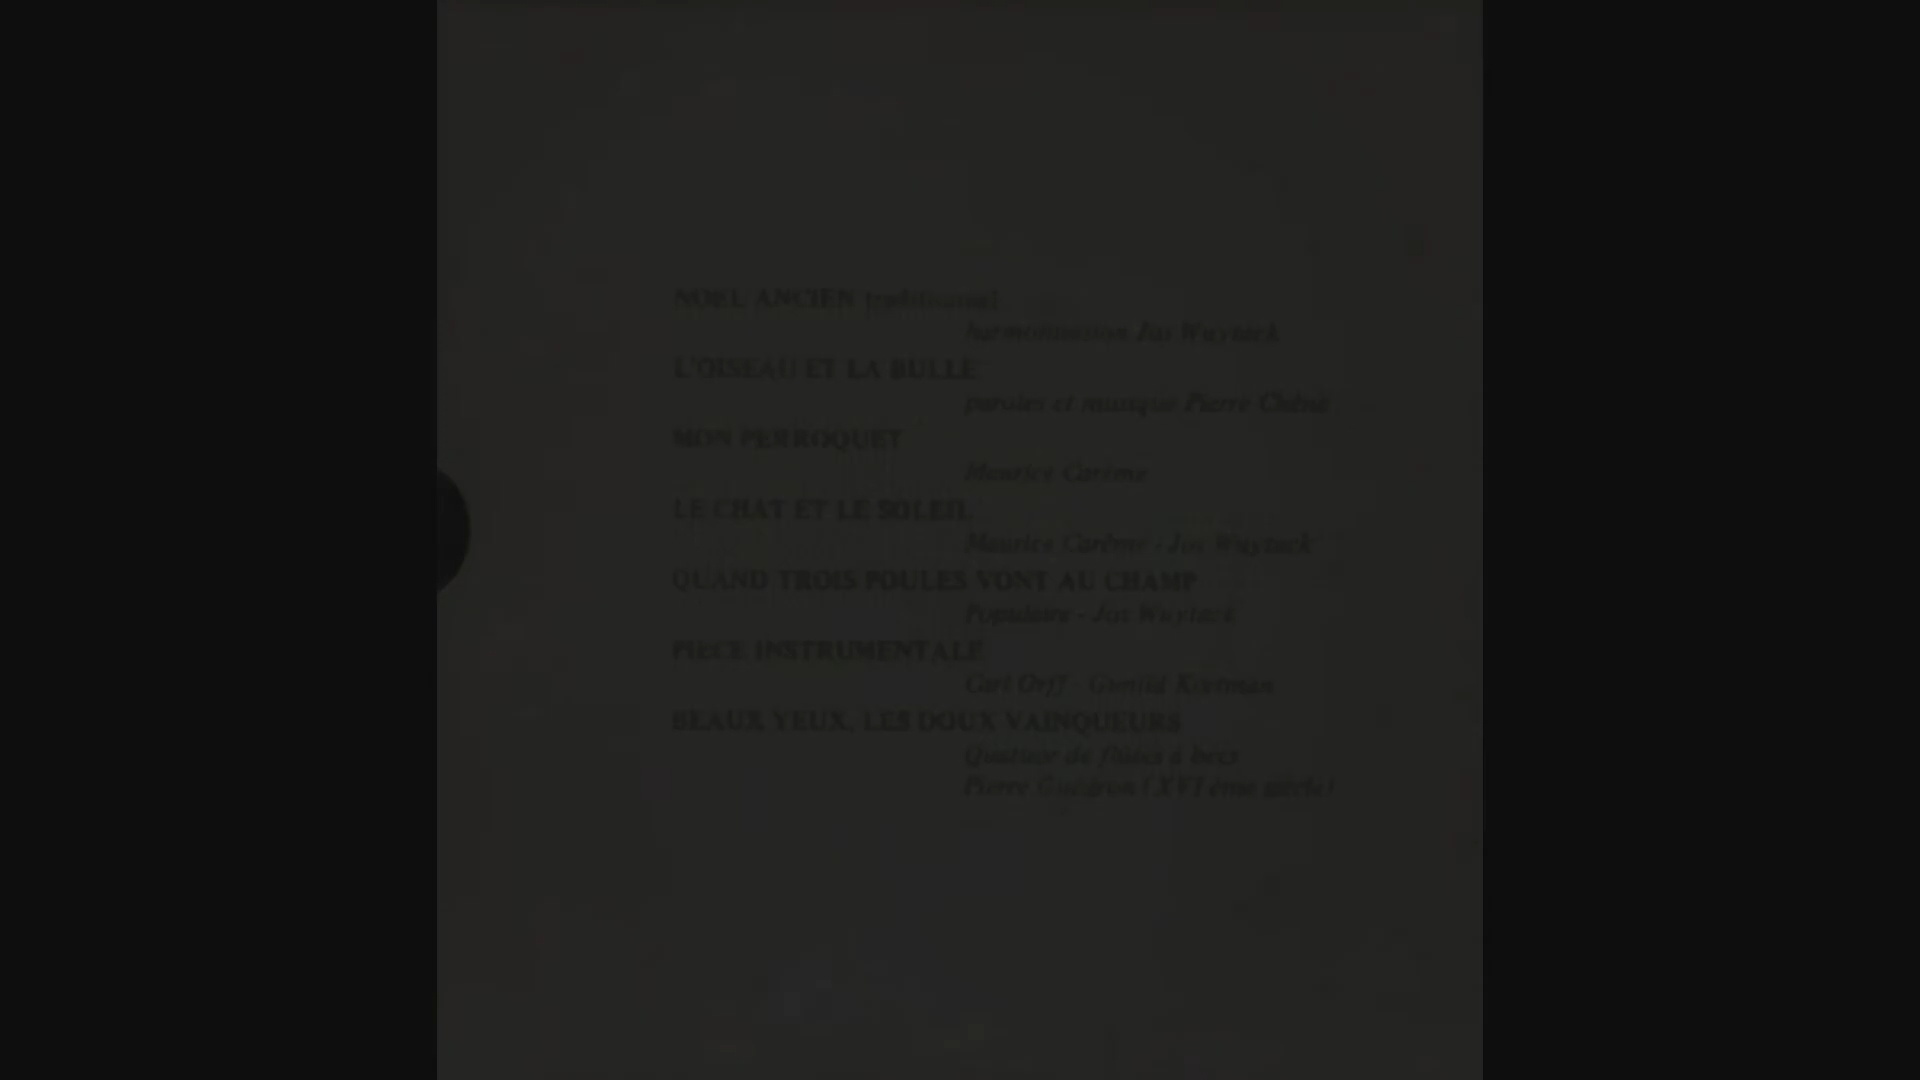 NOEL ANCIEN traditionnel
harmonisation Jos Wuytack
L'OISEAU ET LA BULLE
paroles et musique Pierre
MON PERROQUET
Maurice Carême
LE CHAT ET LE SOLEIL
Maurice Carême - Jos Wuytack
QUAND TROIS POULES VONT AU CHAMP
Populaire - Jos Wuytack
PIECE INSTRUMENTALE
Carl Orff - Gunild Keetman
BEAUX YEUX, LES DOUX VAINQUEURS
Quatuor de flûtes à becs
Pierre Guédron (XVI ème siècle)